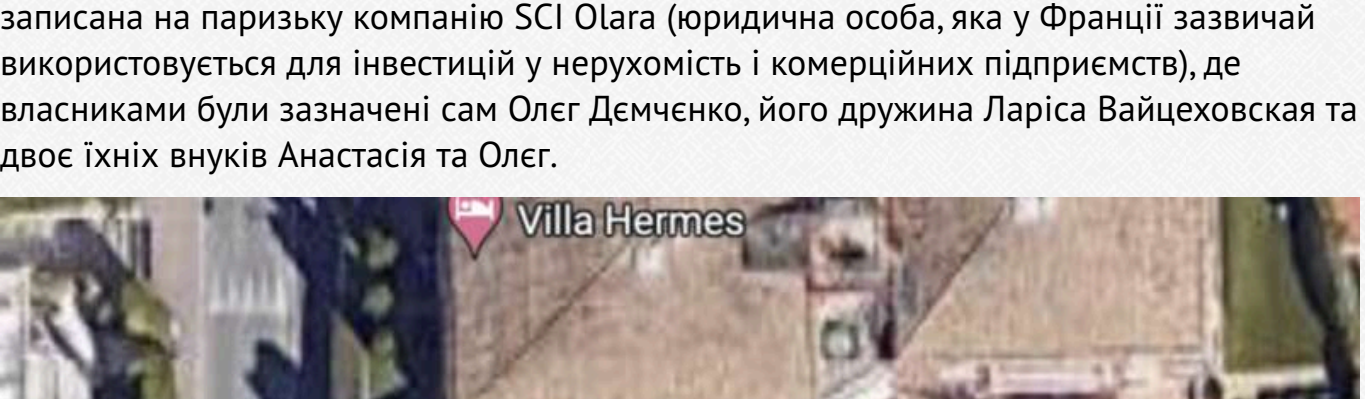 записана на паризьку компанію SCI Olara (юридична особа, яка у Франції зазвичай
використовується для інвестицій у нерухомість і комерційних підприємств), де
власниками були зазначені сам Олєг Дємчєнко, його дружина Ларіса Вайцеховская та
двоє їхніх внуків Анастасія та Олєг.
Villa Hermes